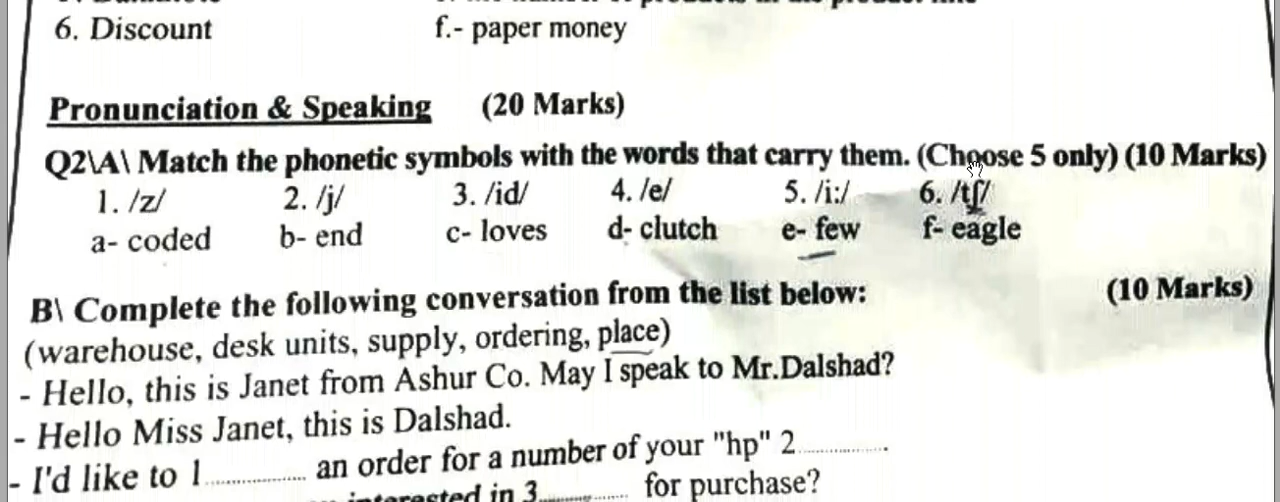 6. Discount f.- paper money
Pronunciation & Speaking (20 Marks)
Q2\A\ Match the phonetic symbols with the words that carry them. (Choose 5 only) (10 Marks)
1. /z/ 2. /j/ 3. /id/ 4. /e/ 5. /i:/ 6. /tʃ/
a- coded b- end c- loves d- clutch e- few f- eagle
B\ Complete the following conversation from the list below: (10 Marks)
(warehouse, desk units, supply, ordering, place)
- Hello, this is Janet from Ashur Co. May I speak to Mr.Dalshad?
- Hello Miss Janet, this is Dalshad.
- I'd like to 1............... an order for a number of your "hp" 2...............
interested in 3............... for purchase?